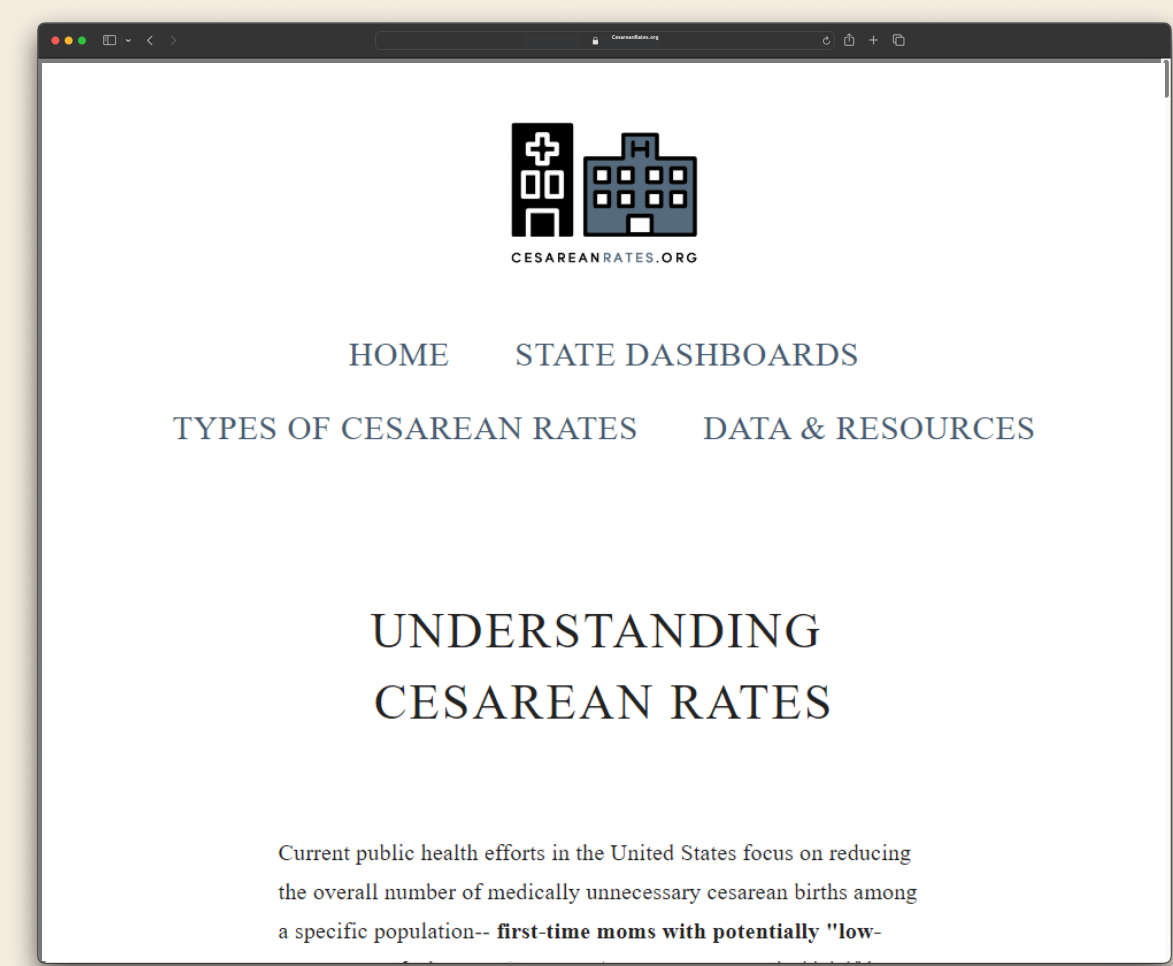 CesareanRates.org
H
CESAREANRATES.ORG
HOME STATE DASHBOARDS
TYPES OF CESAREAN RATES DATA & RESOURCES
UNDERSTANDING
CESAREAN RATES
Current public health efforts in the United States focus on reducing
the overall number of medically unnecessary cesarean births among
a specific population-- first-time moms with potentially "low-